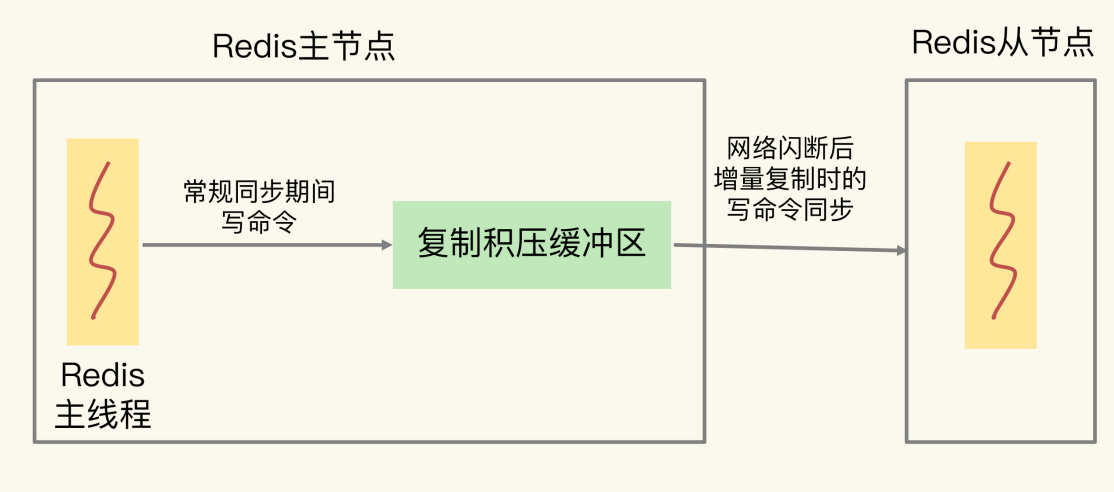 Redis主节点
Redis从节点
常规同步期间
写命令
复制积压缓冲区
网络闪断后
增量复制时的
写命令同步
Redis
主线程